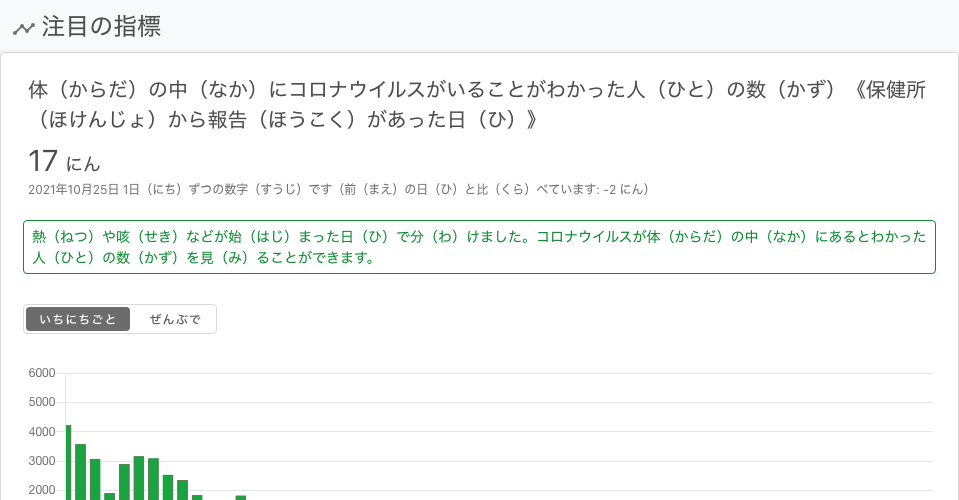 注目の指標
体（からだ）の中（なか）にコロナウイルスがいることがわかった人（ひと）の数（かず）《保健所
（ほけんじょ）から報告（ほうこく）があった日（ひ）》
17 にん
2021年10月25日 1日（にち）ずつの数字（すうじ）です（前（まえ）の日（ひ）と比（くら）べています: -2 にん）
熱（ねつ）や咳（せき）などが始（はじ）まった日（ひ）で分（わ）けました。コロナウイルスが体（からだ）の中（なか）にあるとわかった
人（ひと）の数（かず）を見（み）ることができます。
いちにちごと ぜんぶで
6000
5000
4000
3000
2000